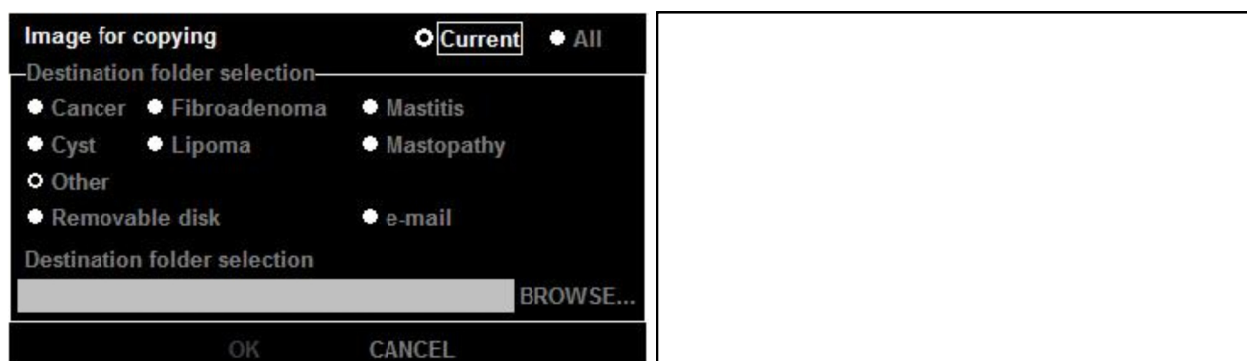 Image for copying Current All
Destination folder selection
Cancer Fibroadenoma Mastitis
Cyst Lipoma Mastopathy
Other
Removable disk e-mail
Destination folder selection
BROWSE...
OK CANCEL